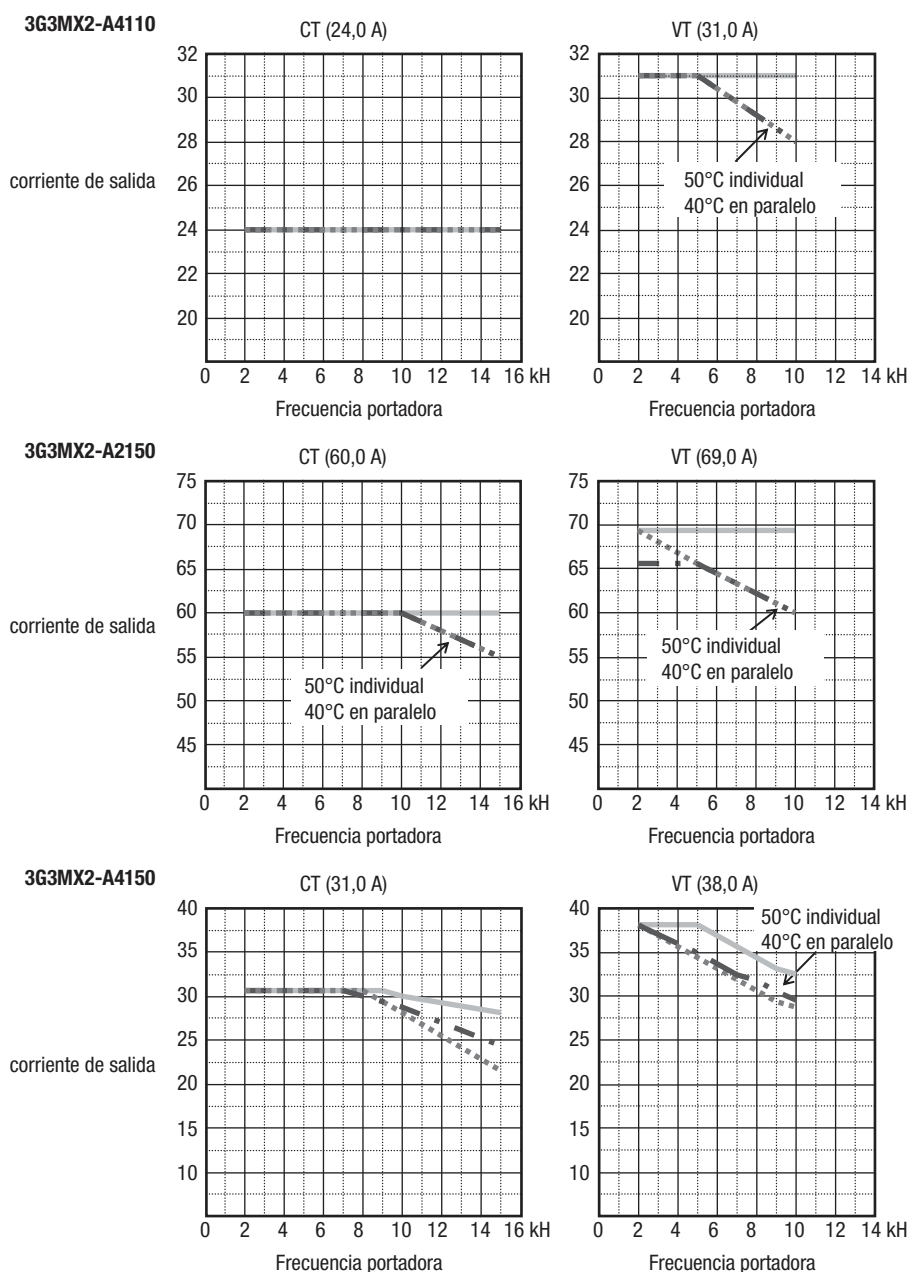 3G3MX2-A4110
CT (24,0 A)
VT (31,0 A)
corriente de salida
32
30
28
26
24
22
20
0 2 4 6 8 10 12 14 16 kH
Frecuencia portadora
32
30
28
26
24
22
20
50°C individual
40°C en paralelo
0 2 4 6 8 10 12 14 kH
Frecuencia portadora
3G3MX2-A2150
CT (60,0 A)
VT (69,0 A)
corriente de salida
75
70
65
60
55
50
45
50°C individual
40°C en paralelo
0 2 4 6 8 10 12 14 16 kH
Frecuencia portadora
75
70
65
60
55
50
45
50°C individual
40°C en paralelo
0 2 4 6 8 10 12 14 kH
Frecuencia portadora
3G3MX2-A4150
CT (31,0 A)
VT (38,0 A)
corriente de salida
40
35
30
25
20
15
10
0 2 4 6 8 10 12 14 16 kH
Frecuencia portadora
40
35
30
25
20
15
10
50°C individual
40°C en paralelo
0 2 4 6 8 10 12 14 kH
Frecuencia portadora